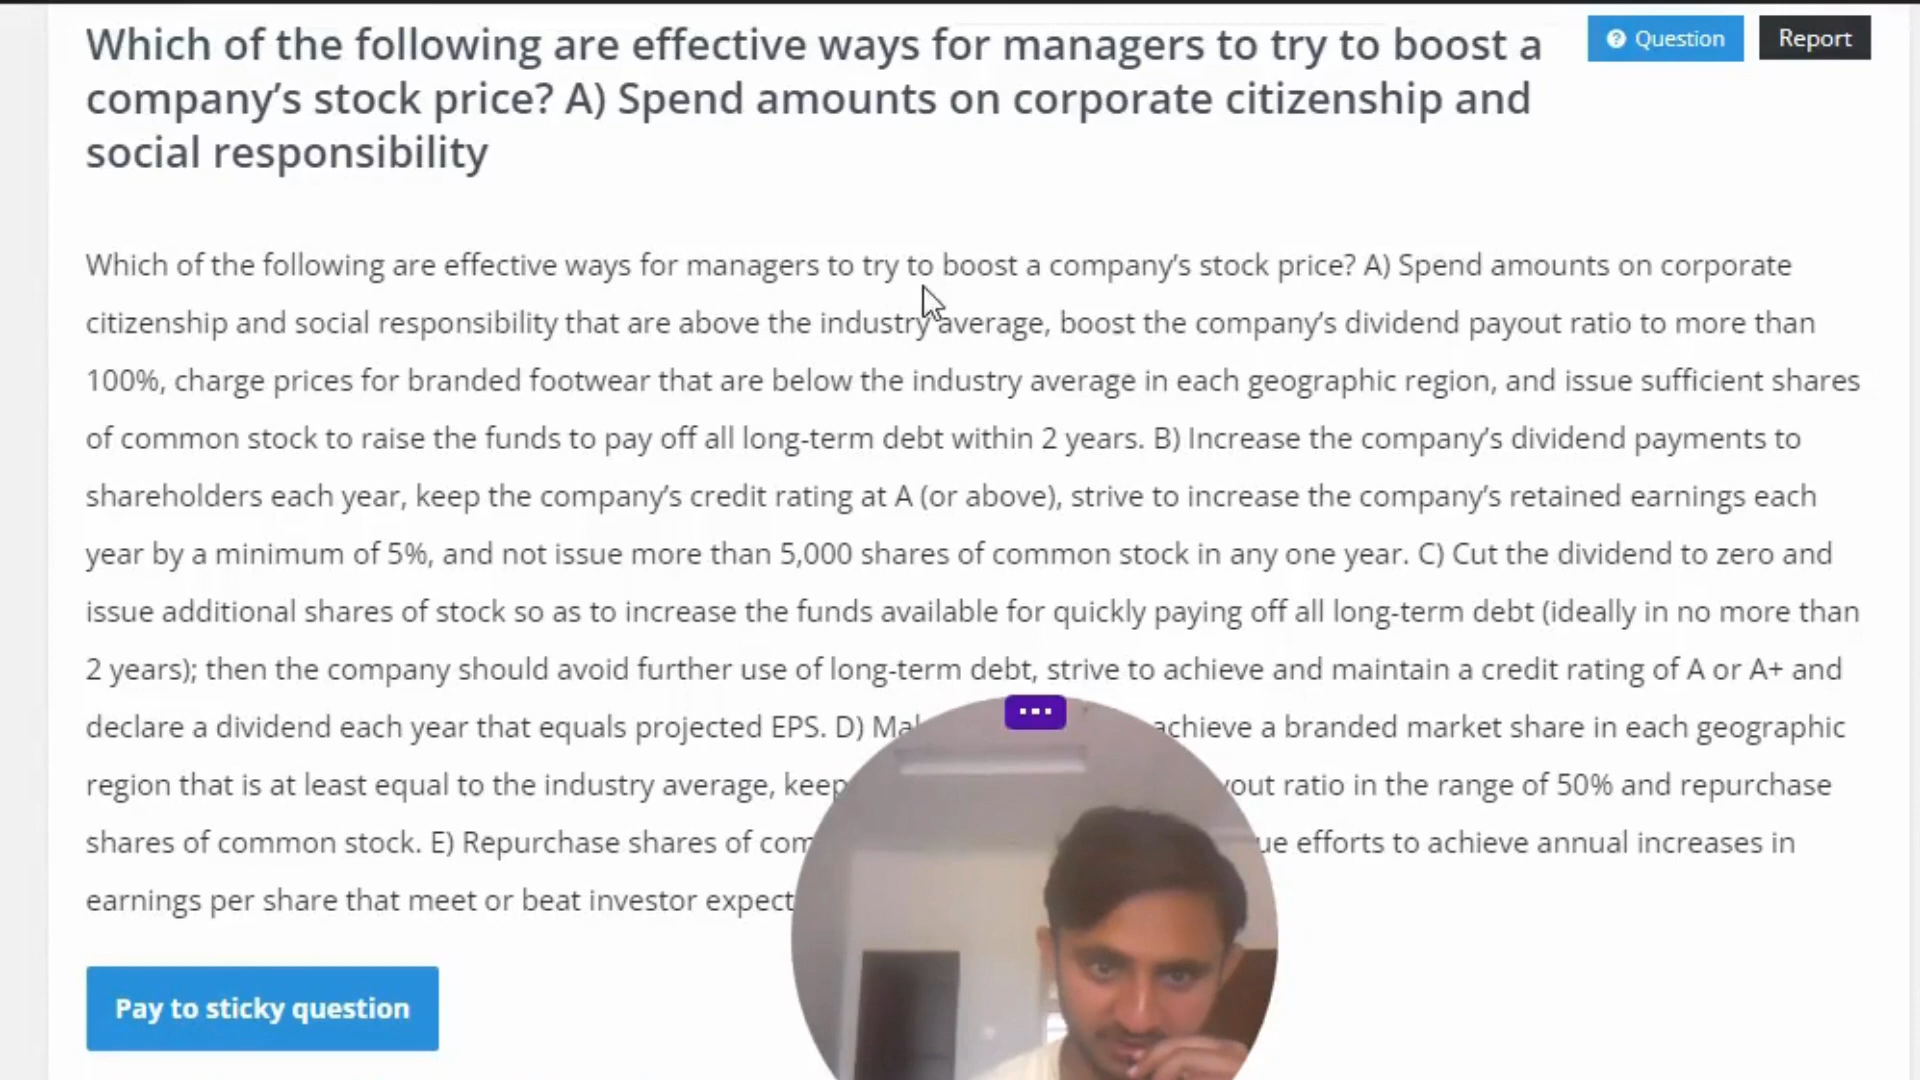 Which of the following are effective ways for managers to try to boost a
company’s stock price? A) Spend amounts on corporate citizenship and
social responsibility
Question
Report
Which of the following are effective ways for managers to try to boost a company’s stock price? A) Spend amounts on corporate
citizenship and social responsibility that are above the industry average, boost the company’s dividend payout ratio to more than
100%, charge prices for branded footwear that are below the industry average in each geographic region, and issue sufficient shares
of common stock to raise the funds to pay off all long-term debt within 2 years. B) Increase the company’s dividend payments to
shareholders each year, keep the company’s credit rating at A (or above), strive to increase the company’s retained earnings each
year by a minimum of 5%, and not issue more than 5,000 shares of common stock in any one year. C) Cut the dividend to zero and
issue additional shares of stock so as to increase the funds available for quickly paying off all long-term debt (ideally in no more than
2 years); then the company should avoid further use of long-term debt, strive to achieve and maintain a credit rating of A or A+ and
declare a dividend each year that equals projected EPS. D) achieve a branded market share in each geographic
region that is at least equal to the industry average, keep ratio in the range of 50% and repurchase
shares of common stock. E) Repurchase shares of efforts to achieve annual increases in
earnings per share that meet or beat investor
Pay to sticky question